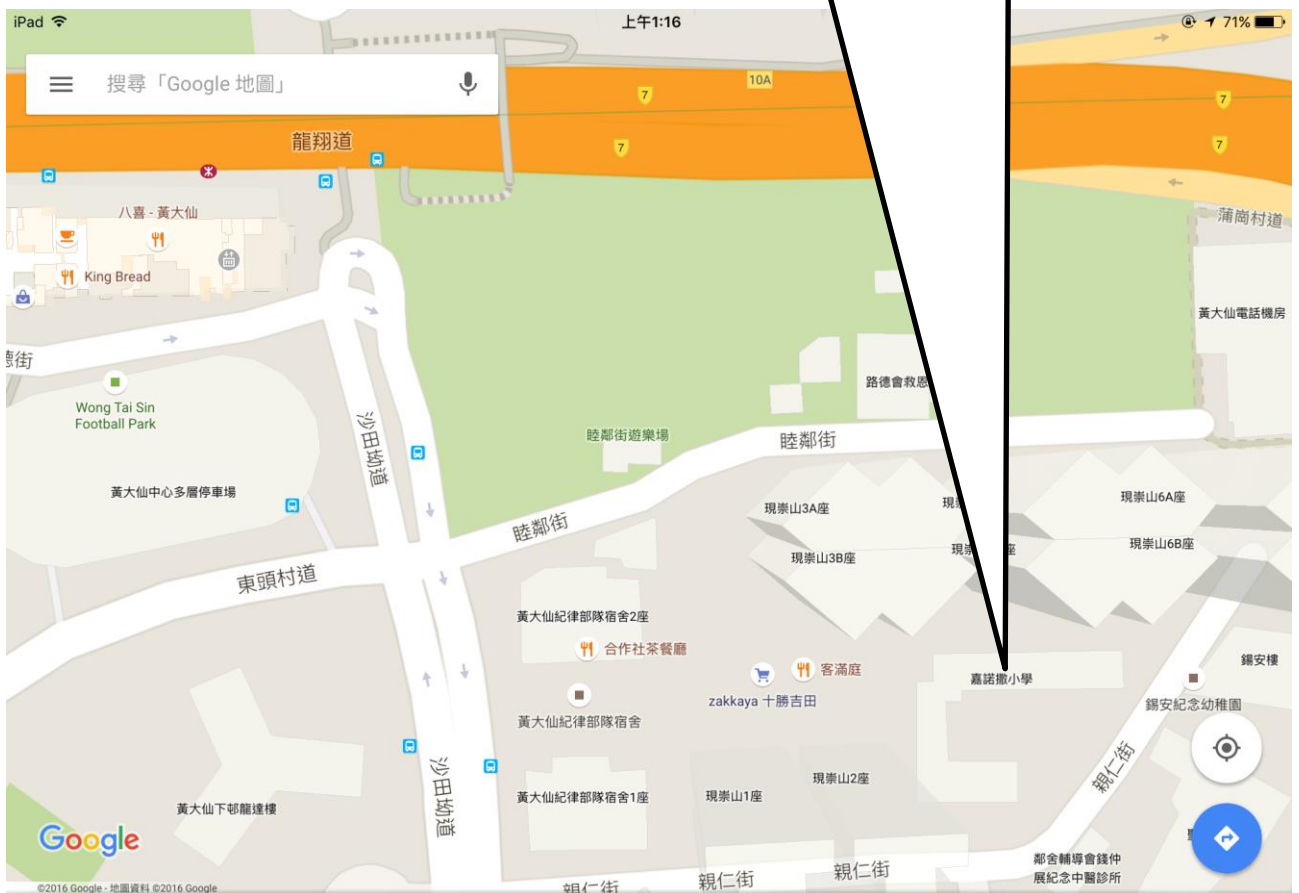 iPad
上午1:16
71%
搜尋「Google 地圖」
10A
7
7
7
7
龍翔道
八喜 - 黃大仙
蒲崗村道
King Bread
黃大仙電話機房
德街
Wong Tai Sin
Football Park
路德會救恩
沙田坳道
睦鄰街遊樂場
睦鄰街
黃大仙中心多層停車場
現崇山3A座
現崇山6A座
睦鄰街
現崇山3B座
現崇山6B座
東頭村道
黃大仙紀律部隊宿舍2座
合作社茶餐廳
客滿庭
嘉諾撒小學
錫安樓
zakkaya 十勝吉田
錫安紀念幼稚園
黃大仙紀律部隊宿舍
親仁街
沙田坳道
現崇山2座
黃大仙紀律部隊宿舍1座
現崇山1座
黃大仙下邨龍達樓
Google
鄰舍輔導會錢仲
展紀念中醫診所
親仁街
親仁街
親仁街
©2016 Google - 地圖資料 ©2016 Google